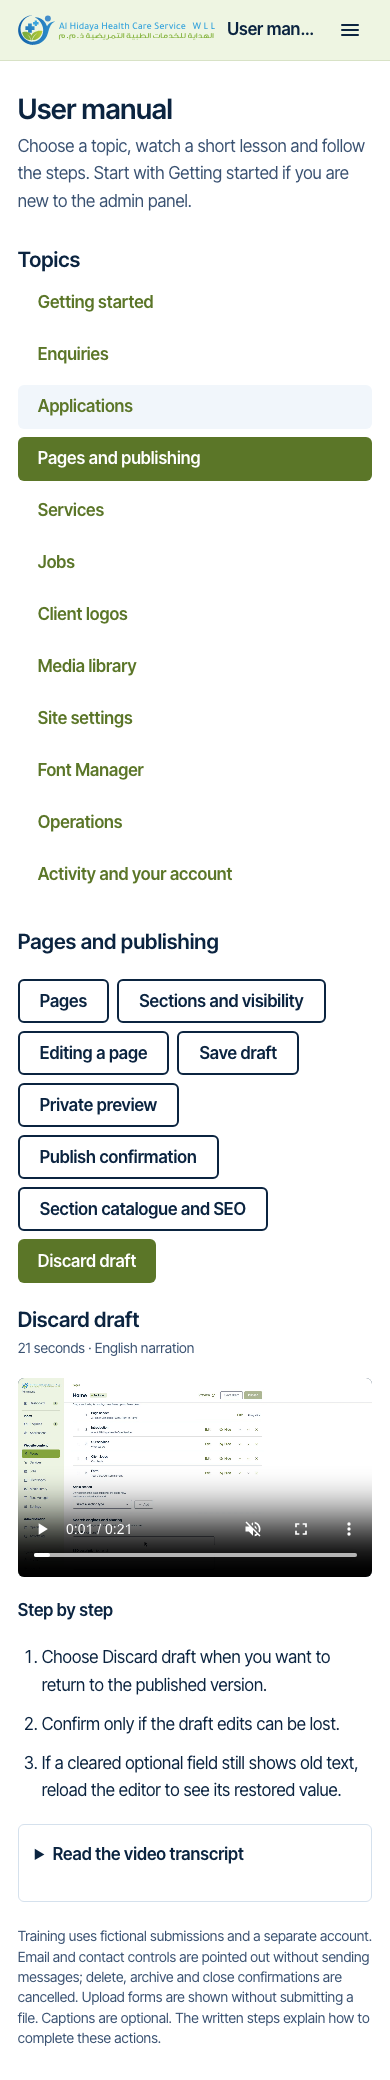 Al Hidaya Health Care Service W L L
الهداية للخدمات الطبية التمريضية ذ.م.م
User man...
User manual
Choose a topic, watch a short lesson and follow
the steps. Start with Getting started if you are
new to the admin panel.
Topics
Getting started
Enquiries
Applications
Pages and publishing
Services
Jobs
Client logos
Media library
Site settings
Font Manager
Operations
Activity and your account
Pages and publishing
Pages
Sections and visibility
Editing a page
Save draft
Private preview
Publish confirmation
Section catalogue and SEO
Discard draft
Discard draft
21 seconds · English narration
Home
0:01 / 0:21
Step by step
1. Choose Discard draft when you want to
return to the published version.
2. Confirm only if the draft edits can be lost.
3. If a cleared optional field still shows old text,
reload the editor to see its restored value.
Read the video transcript
Training uses fictional submissions and a separate account.
Email and contact controls are pointed out without sending
messages; delete, archive and close confirmations are
cancelled. Upload forms are shown without submitting a
file. Captions are optional. The written steps explain how to
complete these actions.